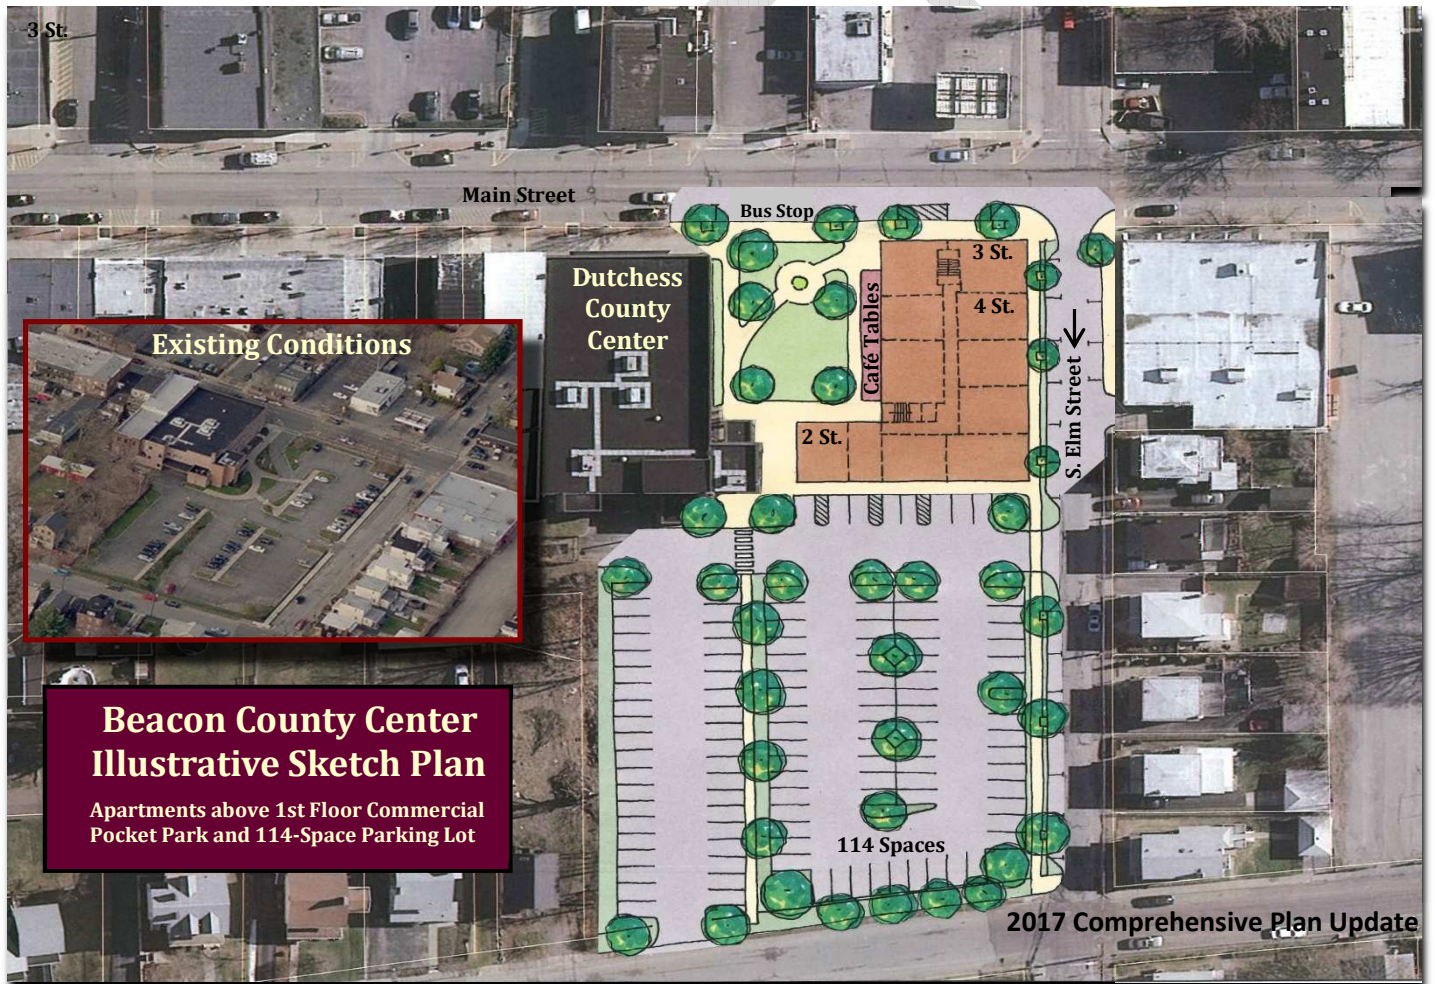 3 St.
Main Street
Bus Stop
Dutchess
County
Center
3 St.
4 St.
Café Tables
S. Elm Street
2 St.
Existing Conditions
Beacon County Center
Illustrative Sketch Plan
Apartments above 1st Floor Commercial
Pocket Park and 114-Space Parking Lot
114 Spaces
2017 Comprehensive Plan Update